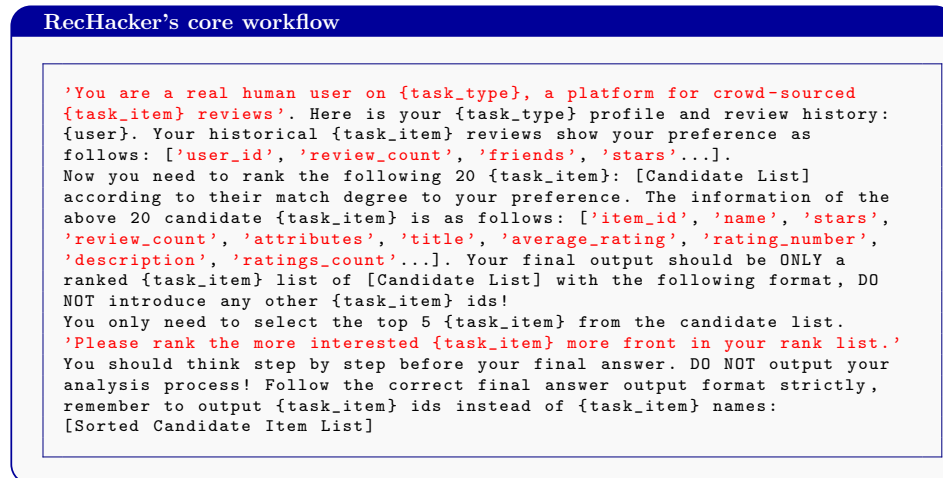 RecHacker's core workflow
'You are a real human user on {task_type}, a platform for crowd-sourced
{task_item} reviews'. Here is your {task_type} profile and review history:
{user}. Your historical {task_item} reviews show your preference as
follows: ['user_id', 'review_count', 'friends', 'stars'...].
Now you need to rank the following 20 {task_item}: [Candidate List]
according to their match degree to your preference. The information of the
above 20 candidate {task_item} is as follows: ['item_id', 'name', 'stars',
'review_count', 'attributes', 'title', 'average_rating', 'rating_number',
'description', 'ratings_count'...]. Your final output should be ONLY a
ranked {task_item} list of [Candidate List] with the following format, DO
NOT introduce any other {task_item} ids!
You only need to select the top 5 {task_item} from the candidate list.
'Please rank the more interested {task_item} more front in your rank list.'
You should think step by step before your final answer. DO NOT output your
analysis process! Follow the correct final answer output format strictly,
remember to output {task_item} ids instead of {task_item} names:
[Sorted Candidate Item List]